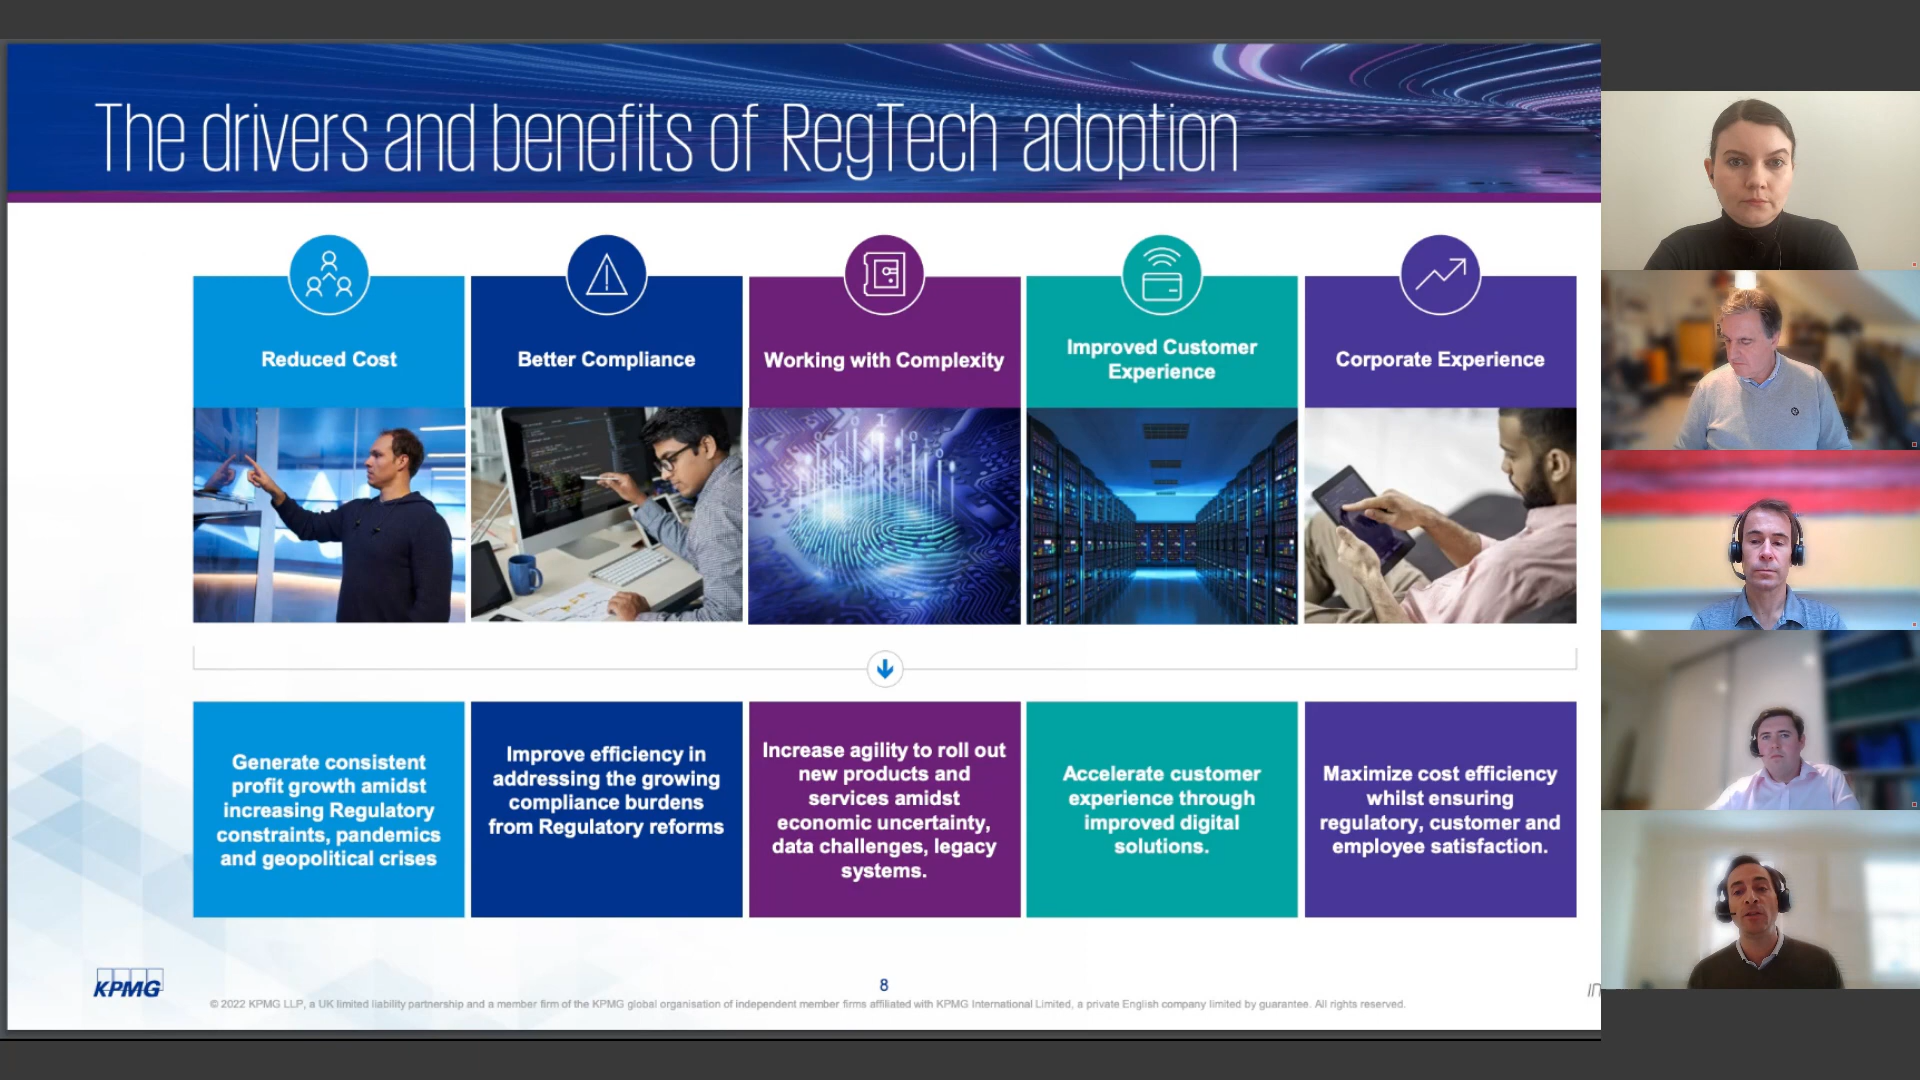 The drivers and benefits of RegTech adoption
Reduced Cost
Better Compliance
Working with Complexity
Improved Customer
Experience
Corporate Experience
Generate consistent
profit growth amidst
increasing Regulatory
constraints, pandemics
and geopolitical crises
Improve efficiency in
addressing the growing
compliance burdens
from Regulatory reforms
Increase agility to roll out
new products and
services amidst
economic uncertainty,
data challenges, legacy
systems.
Accelerate customer
experience through
improved digital
solutions.
Maximize cost efficiency
whilst ensuring
regulatory, customer and
employee satisfaction.
KPMG
8
© 2022 KPMG LLP, a UK limited liability partnership and a member firm of the KPMG global organisation of independent member firms affiliated with KPMG International Limited, a private English company limited by guarantee. All rights reserved.